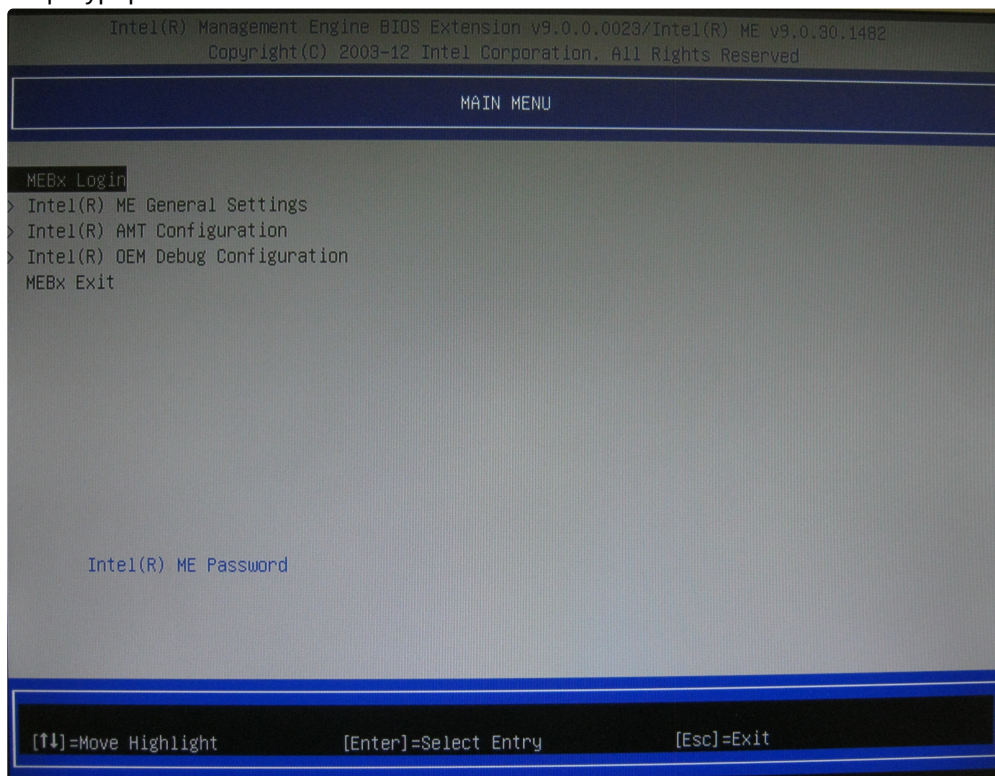 Intel(R) Management Engine BIOS Extension v9.0.0.0023/Intel(R) ME v9.0.30.1482
Copyright(C) 2003-12 Intel Corporation. All Rights Reserved
MAIN MENU
MEBx Login
> Intel(R) ME General Settings
> Intel(R) AMT Configuration
> Intel(R) OEM Debug Configuration
MEBx Exit
Intel(R) ME Password
[↑↓]=Move Highlight [Enter]=Select Entry [Esc]=Exit